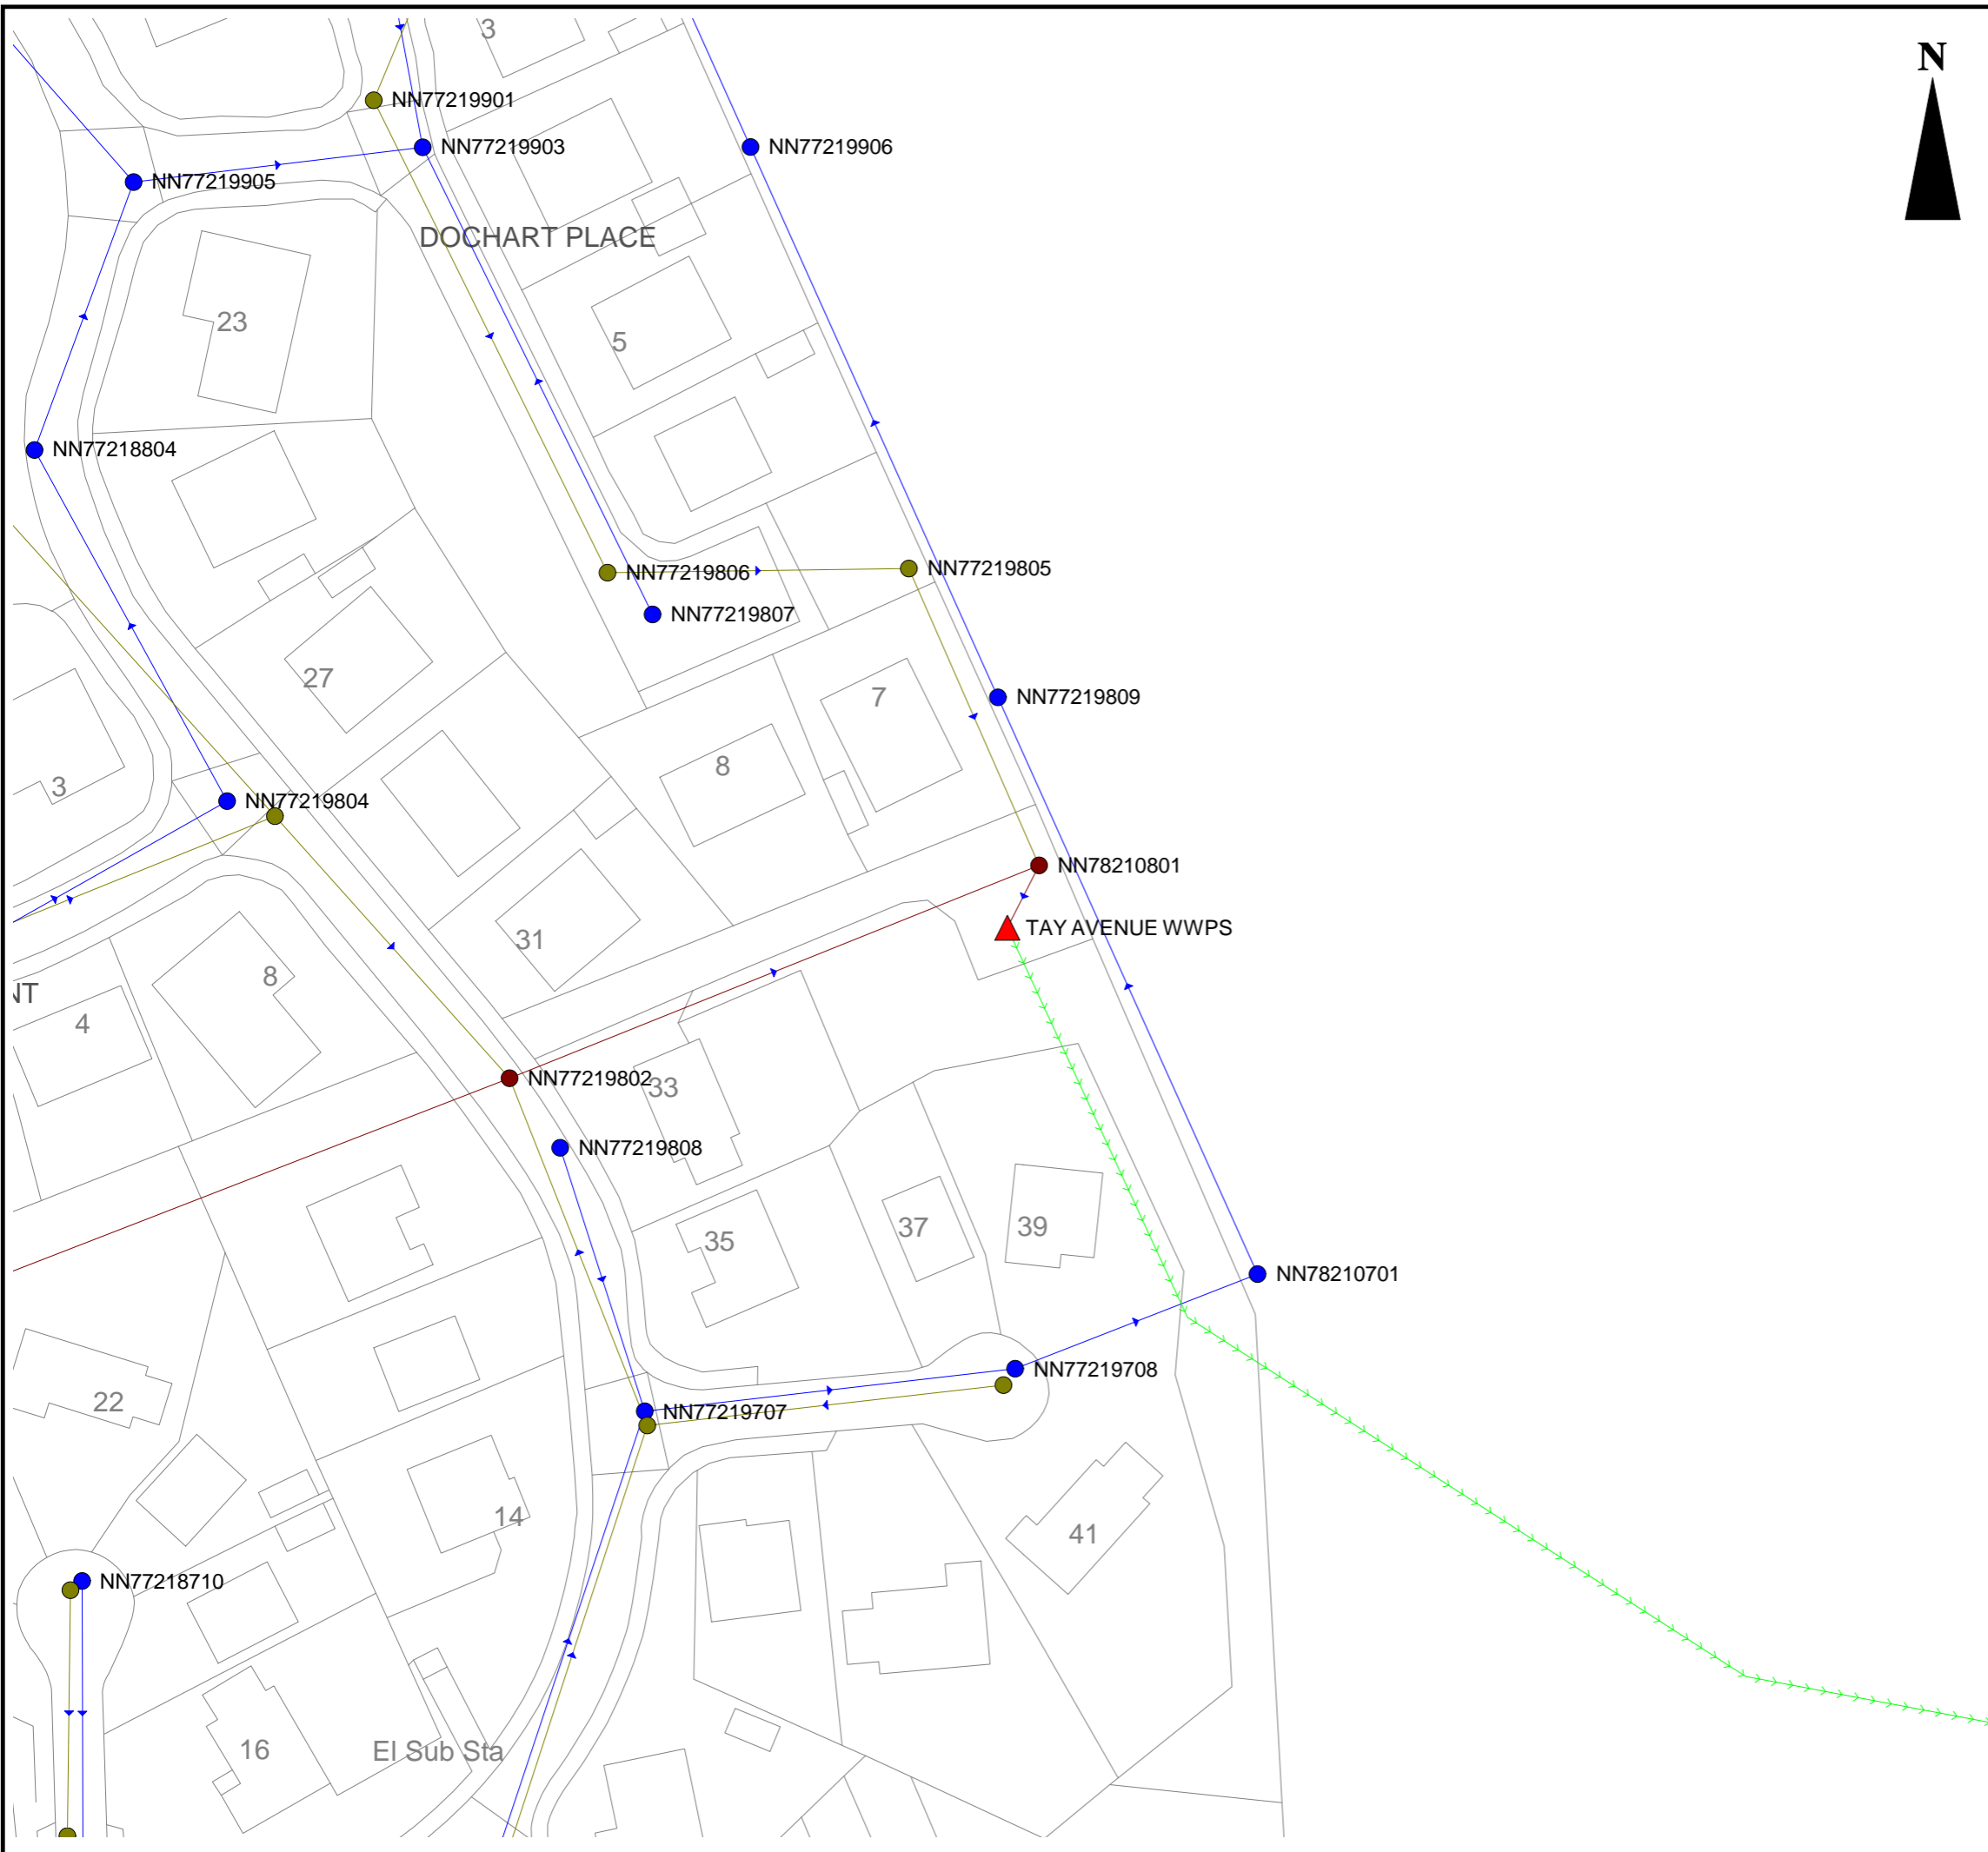 3
N
NN77219901
NN77219903
NN77219906
NN77219905
DOCHART PLACE
23
5
NN77218804
NN77219806
NN77219805
NN77219807
27
NN77219809
7
8
3
NN77219804
NN78210801
31
TAY AVENUE WWPS
8
NT
4
NN77219802
33
NN77219808
35
37
39
NN78210701
NN77219708
22
NN77219707
14
41
NN77218710
16
El Sub Sta